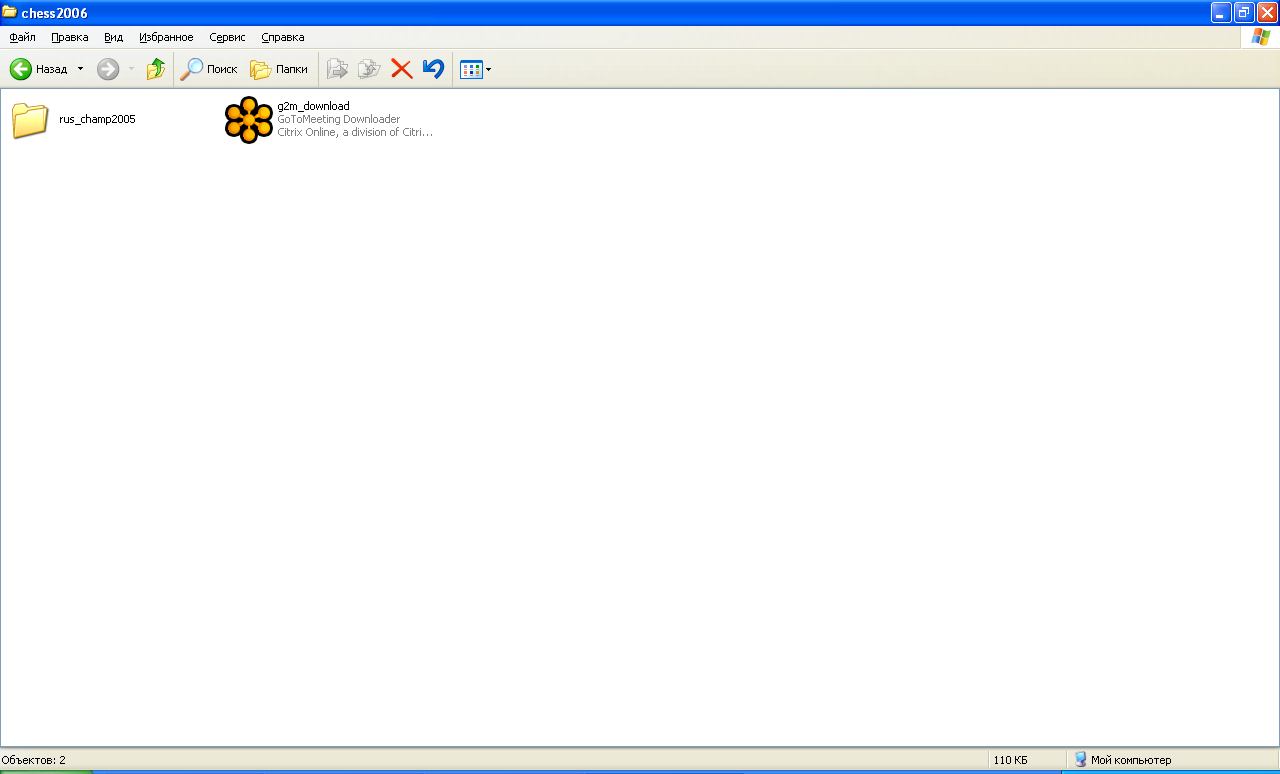 chess2006
Файл Правка Вид Избранное Сервис Справка
Назад Поиск Папки
rus_champ2005
g2m_download
GoToMeeting Downloader
Citrix Online, a division of Citri...
Объектов: 2 110 КБ Мой компьютер